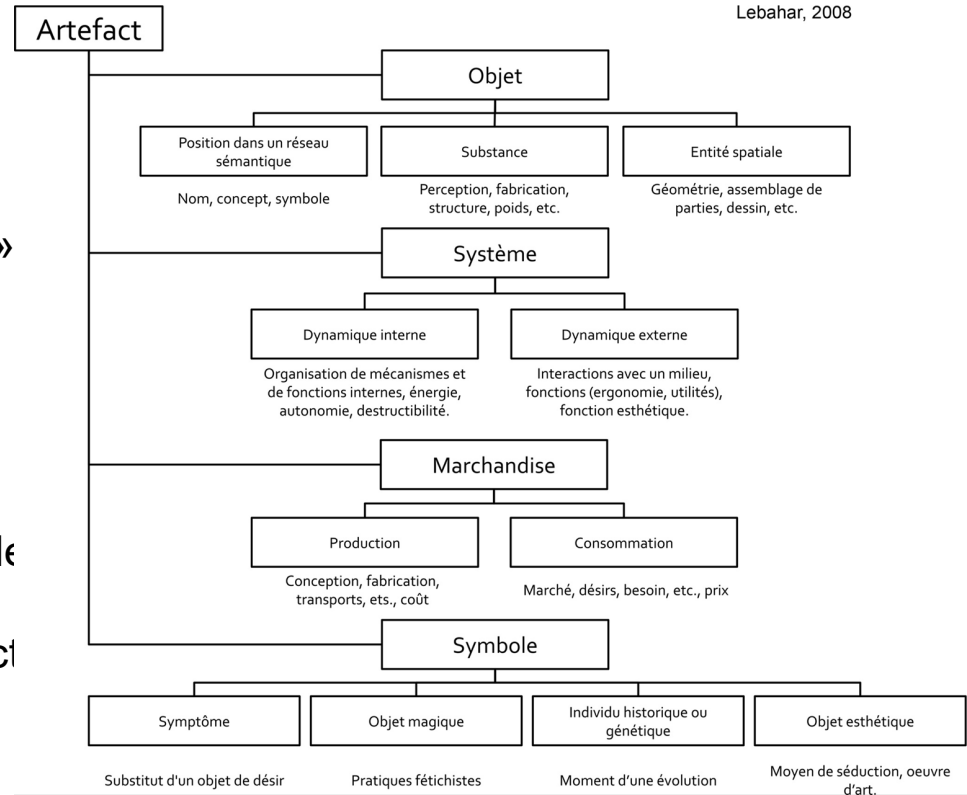 Lebahar, 2008
Artefact
Objet
Position dans un réseau
sémantique
Substance
Entité spatiale
Nom, concept, symbole
Perception, fabrication,
structure, poids, etc.
Géométrie, assemblage de
parties, dessin, etc.
»
Système
Dynamique interne
Dynamique externe
Organisation de mécanismes et
de fonctions internes, énergie,
autonomie, destructibilité.
Interactions avec un milieu,
fonctions (ergonomie, utilités),
fonction esthétique.
Marchandise
Production
Consommation
Conception, fabrication,
transports, ets., coût
Marché, désirs, besoin, etc., prix
Symbole
Symptôme
Objet magique
Individu historique ou
génétique
Objet esthétique
Substitut d'un objet de désir
Pratiques fétichistes
Moment d'une évolution
Moyen de séduction, oeuvre
d'art.